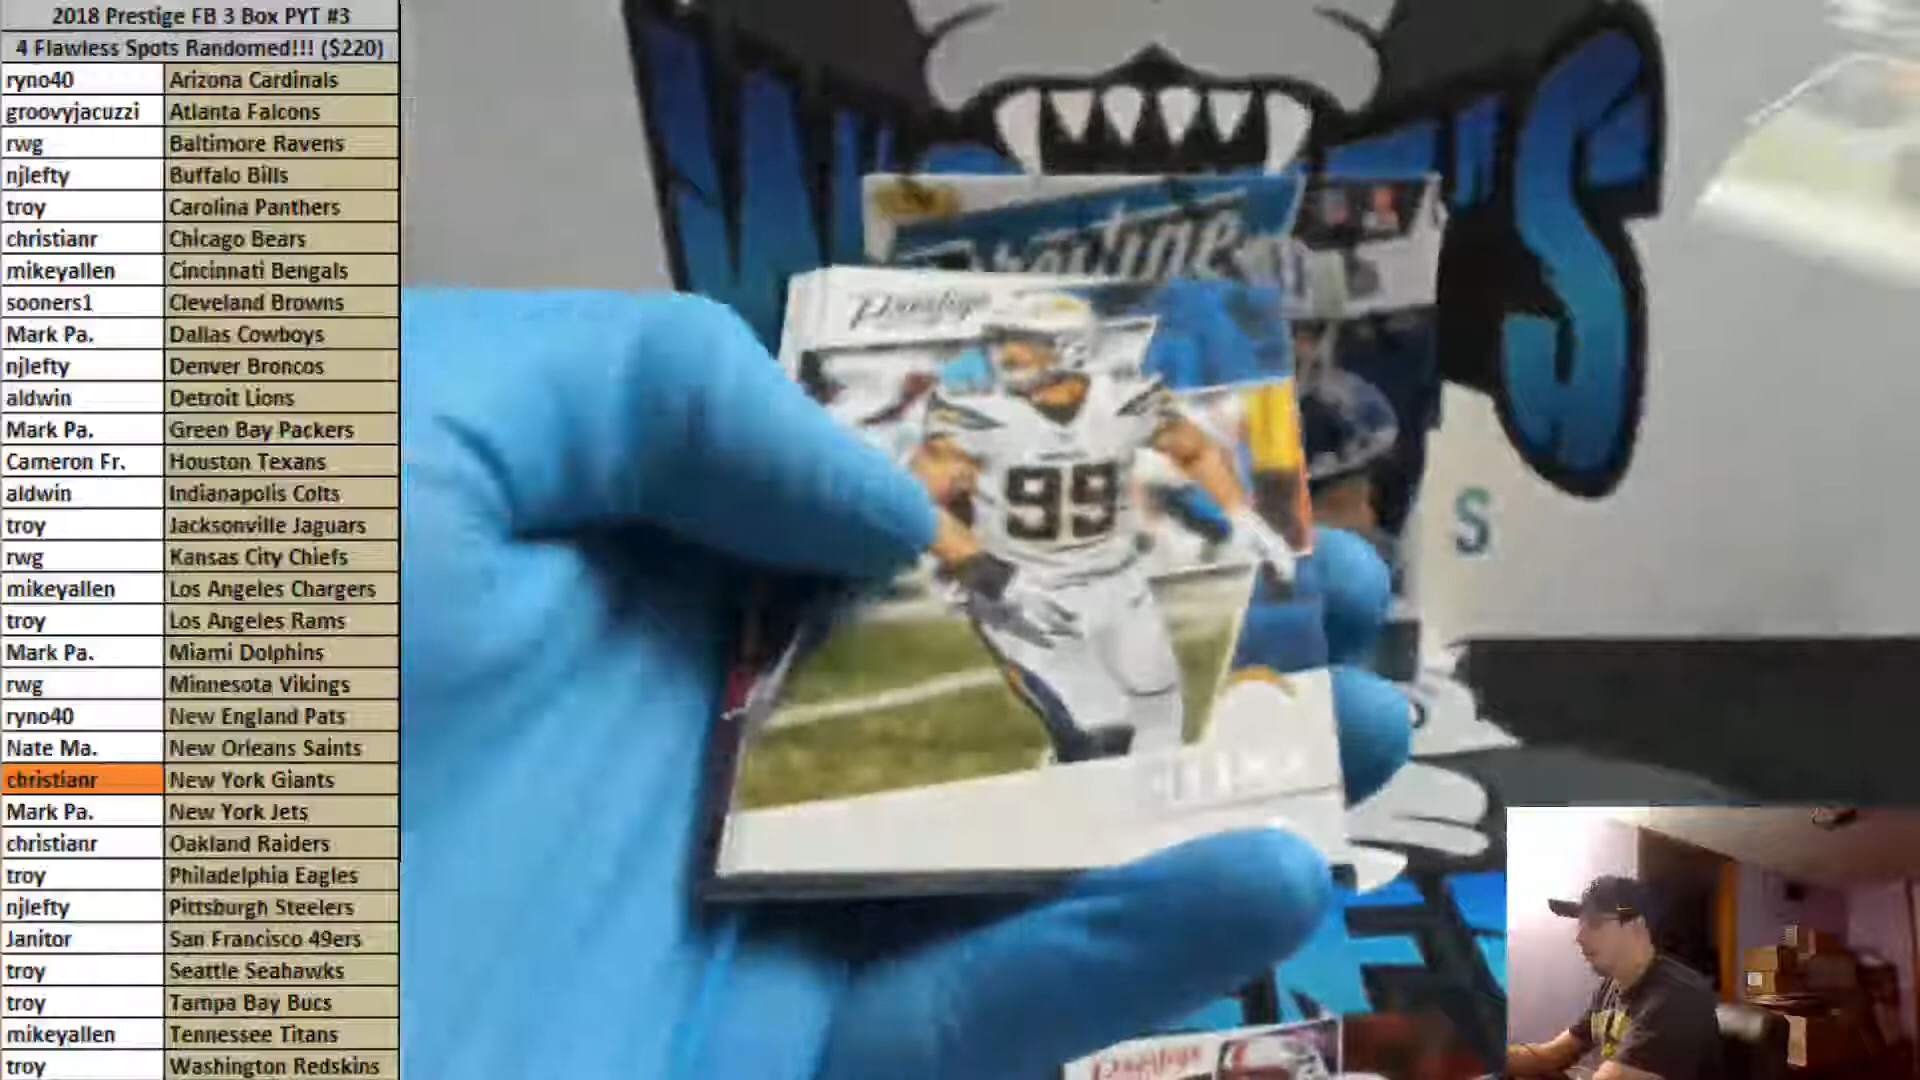 2018 Prestige FB 3 Box PYT #3
4 Flawless Spots Randomed!!! ($220)
ryno40 Arizona Cardinals
groovyjacuzzi Atlanta Falcons
rwg Baltimore Ravens
njlefty Buffalo Bills
troy Carolina Panthers
christianr Chicago Bears
mikeyallen Cincinnati Bengals
sooners1 Cleveland Browns
Mark Pa. Dallas Cowboys
njlefty Denver Broncos
aldwin Detroit Lions
Mark Pa. Green Bay Packers
Cameron Fr. Houston Texans
aldwin Indianapolis Colts
troy Jacksonville Jaguars
rwg Kansas City Chiefs
mikeyallen Los Angeles Chargers
troy Los Angeles Rams
Mark Pa. Miami Dolphins
rwg Minnesota Vikings
ryno40 New England Pats
Nate Ma. New Orleans Saints
christianr New York Giants
Mark Pa. New York Jets
christianr Oakland Raiders
troy Philadelphia Eagles
njlefty Pittsburgh Steelers
Janitor San Francisco 49ers
troy Seattle Seahawks
troy Tampa Bay Bucs
mikeyallen Tennessee Titans
troy Washington Redskins
Prestige
99
S
Prestige